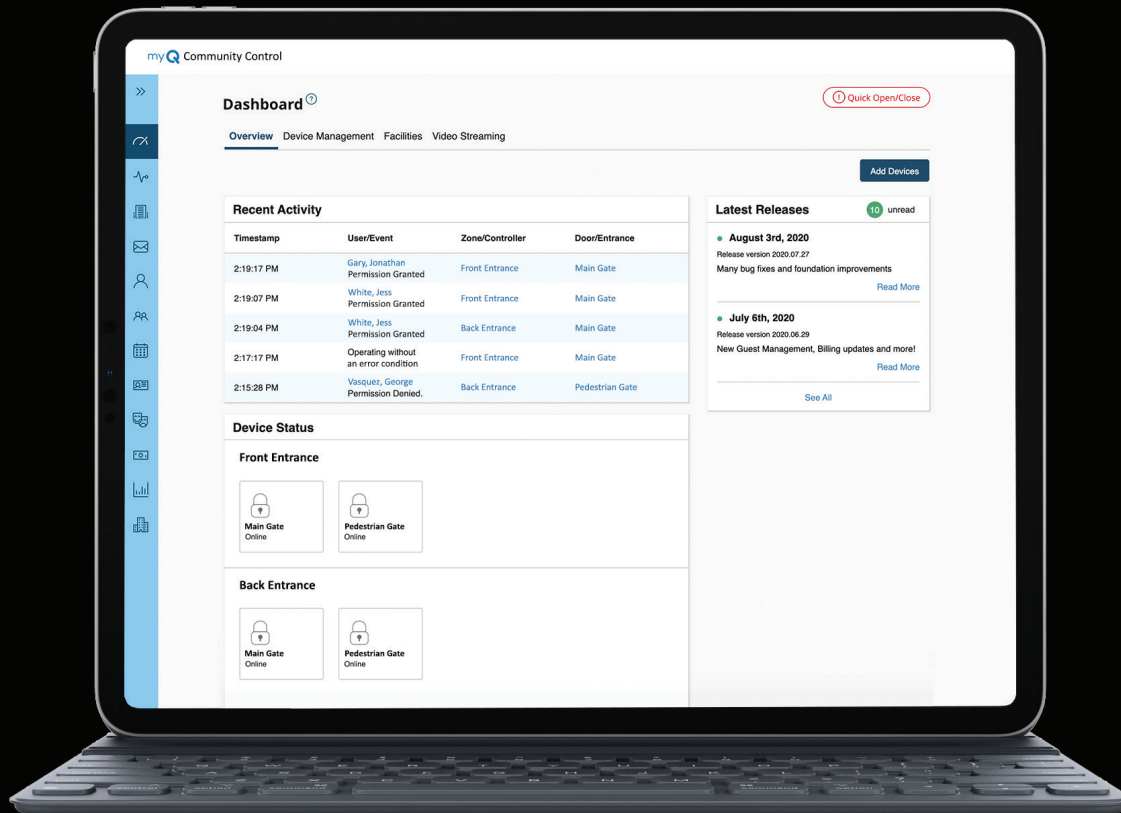 myQ Community Control
Dashboard ?
! Quick Open/Close
Overview Device Management Facilities Video Streaming
Add Devices
Recent Activity
Timestamp User/Event Zone/Controller Door/Entrance
2:19:17 PM Gary, Jonathan Front Entrance Main Gate
Permission Granted
2:19:07 PM White, Jess Front Entrance Main Gate
Permission Granted
2:19:04 PM White, Jess Back Entrance Main Gate
Permission Granted
2:17:17 PM Operating without Front Entrance Main Gate
an error condition
2:15:28 PM Vasquez, George Back Entrance Pedestrian Gate
Permission Denied.
Latest Releases 10 unread
August 3rd, 2020
Release version 2020.07.27
Many bug fixes and foundation improvements
Read More
July 6th, 2020
Release version 2020.06.29
New Guest Management, Billing updates and more!
Read More
See All
Device Status
Front Entrance
Main Gate
Online
Pedestrian Gate
Online
Back Entrance
Main Gate
Online
Pedestrian Gate
Online
control option command command option